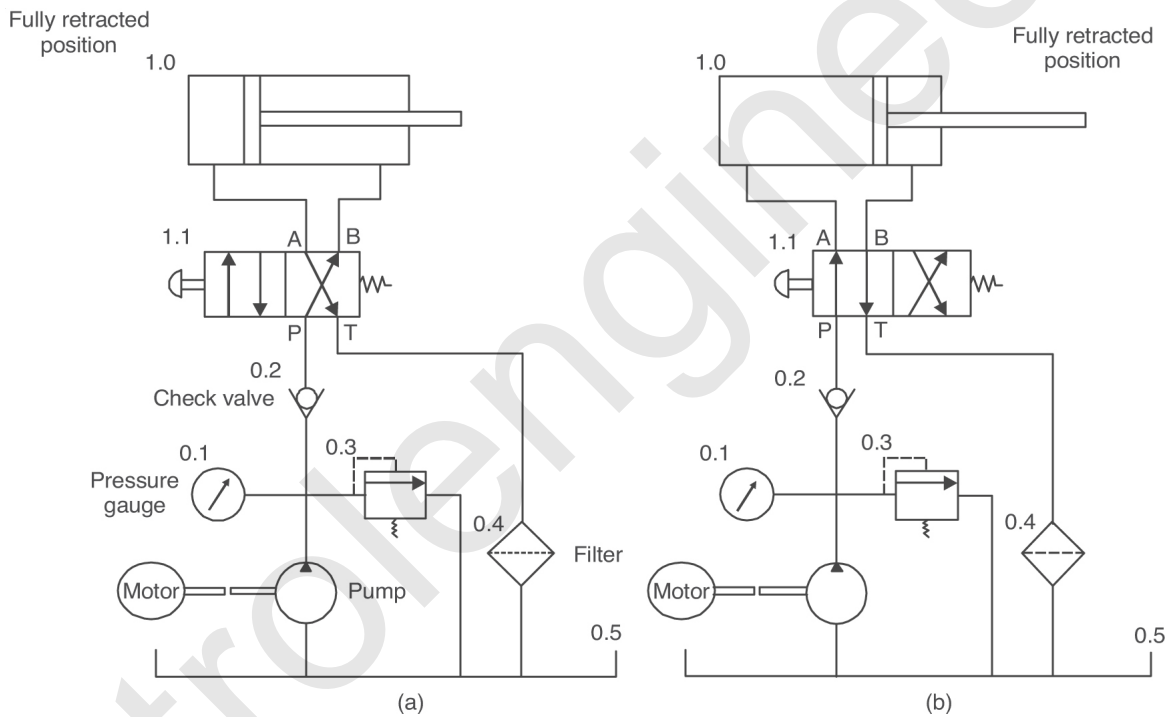 Fully retracted
position
1.0
1.1
A
B
P
T
0.2
Check valve
0.1
Pressure
gauge
0.3
0.4
Filter
Motor
Pump
0.5
(a)
Fully retracted
position
1.0
1.1
A
B
P
T
0.2
0.1
0.3
0.4
Motor
0.5
(b)
trolenginee